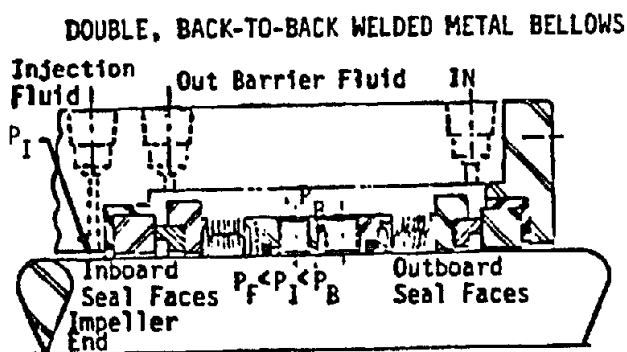 DOUBLE, BACK-TO-BACK WELDED METAL BELLOWS
Injection
Fluid
Out Barrier Fluid IN
P_I
P_B
Inboard
Seal Faces
P_F<P_I<P_B
Outboard
Seal Faces
Impeller
End